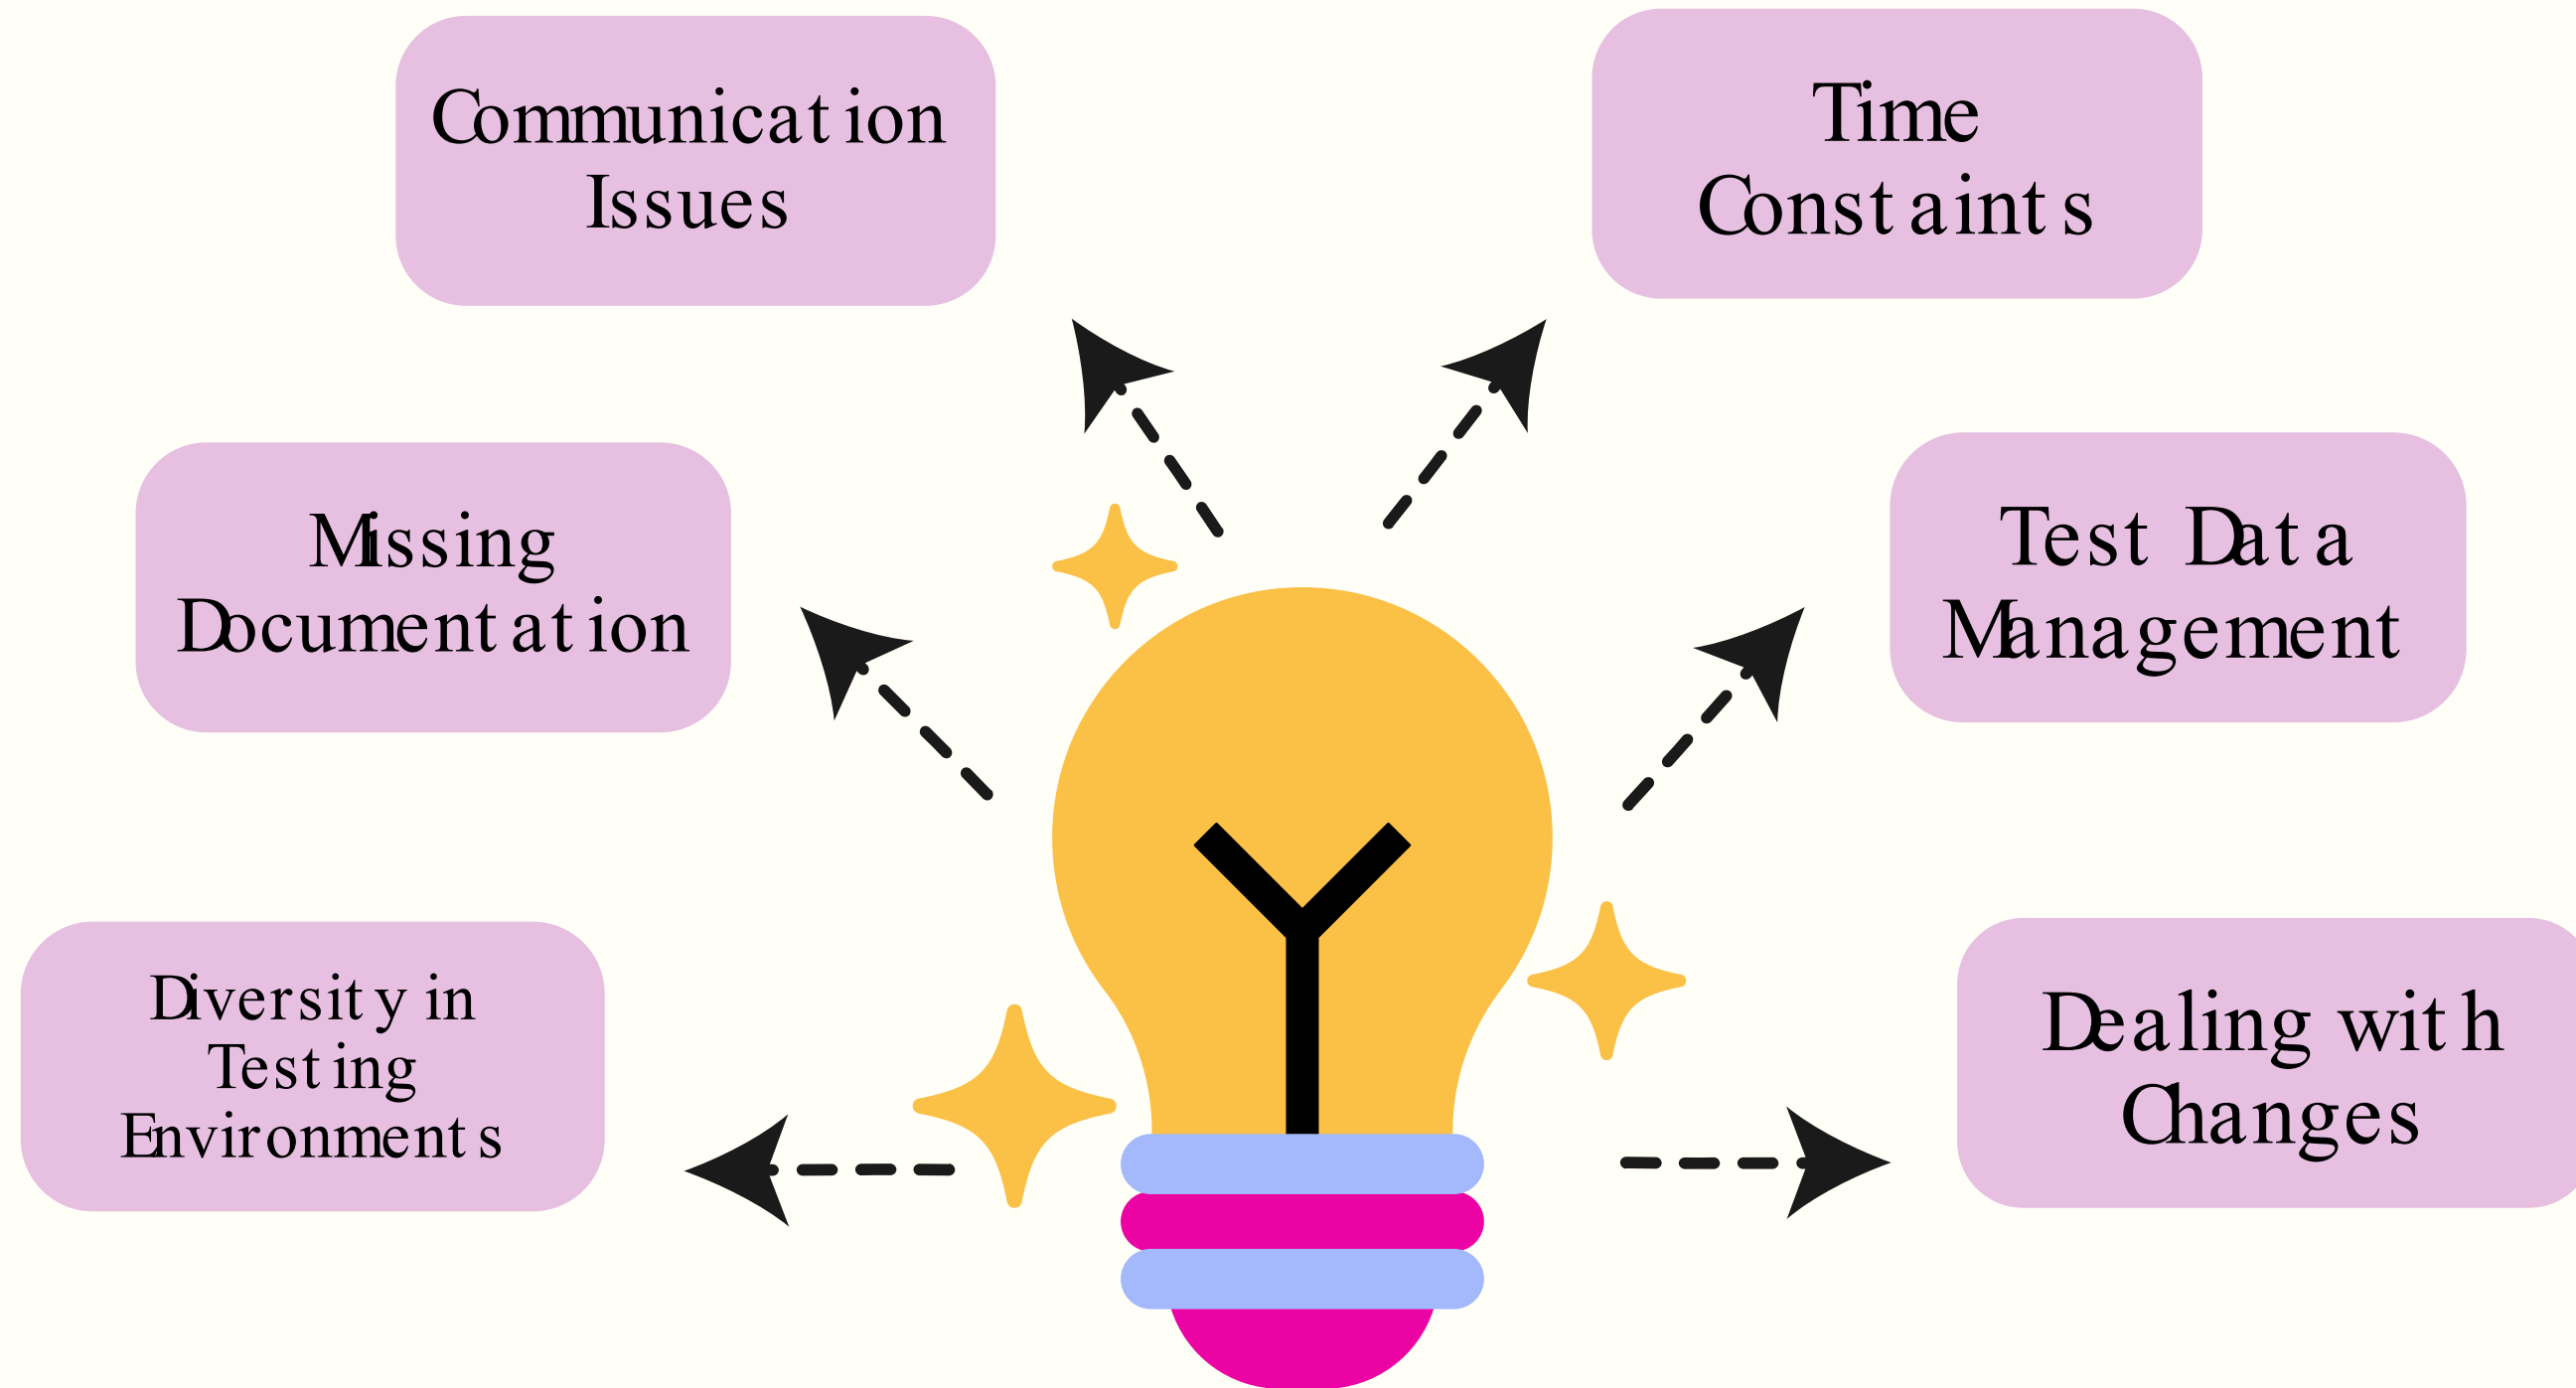 Communication
Issues
Time
Constaints
Missing
Documentation
Test Data
Management
Diversity in
Testing
Environments
Dealing with
Changes